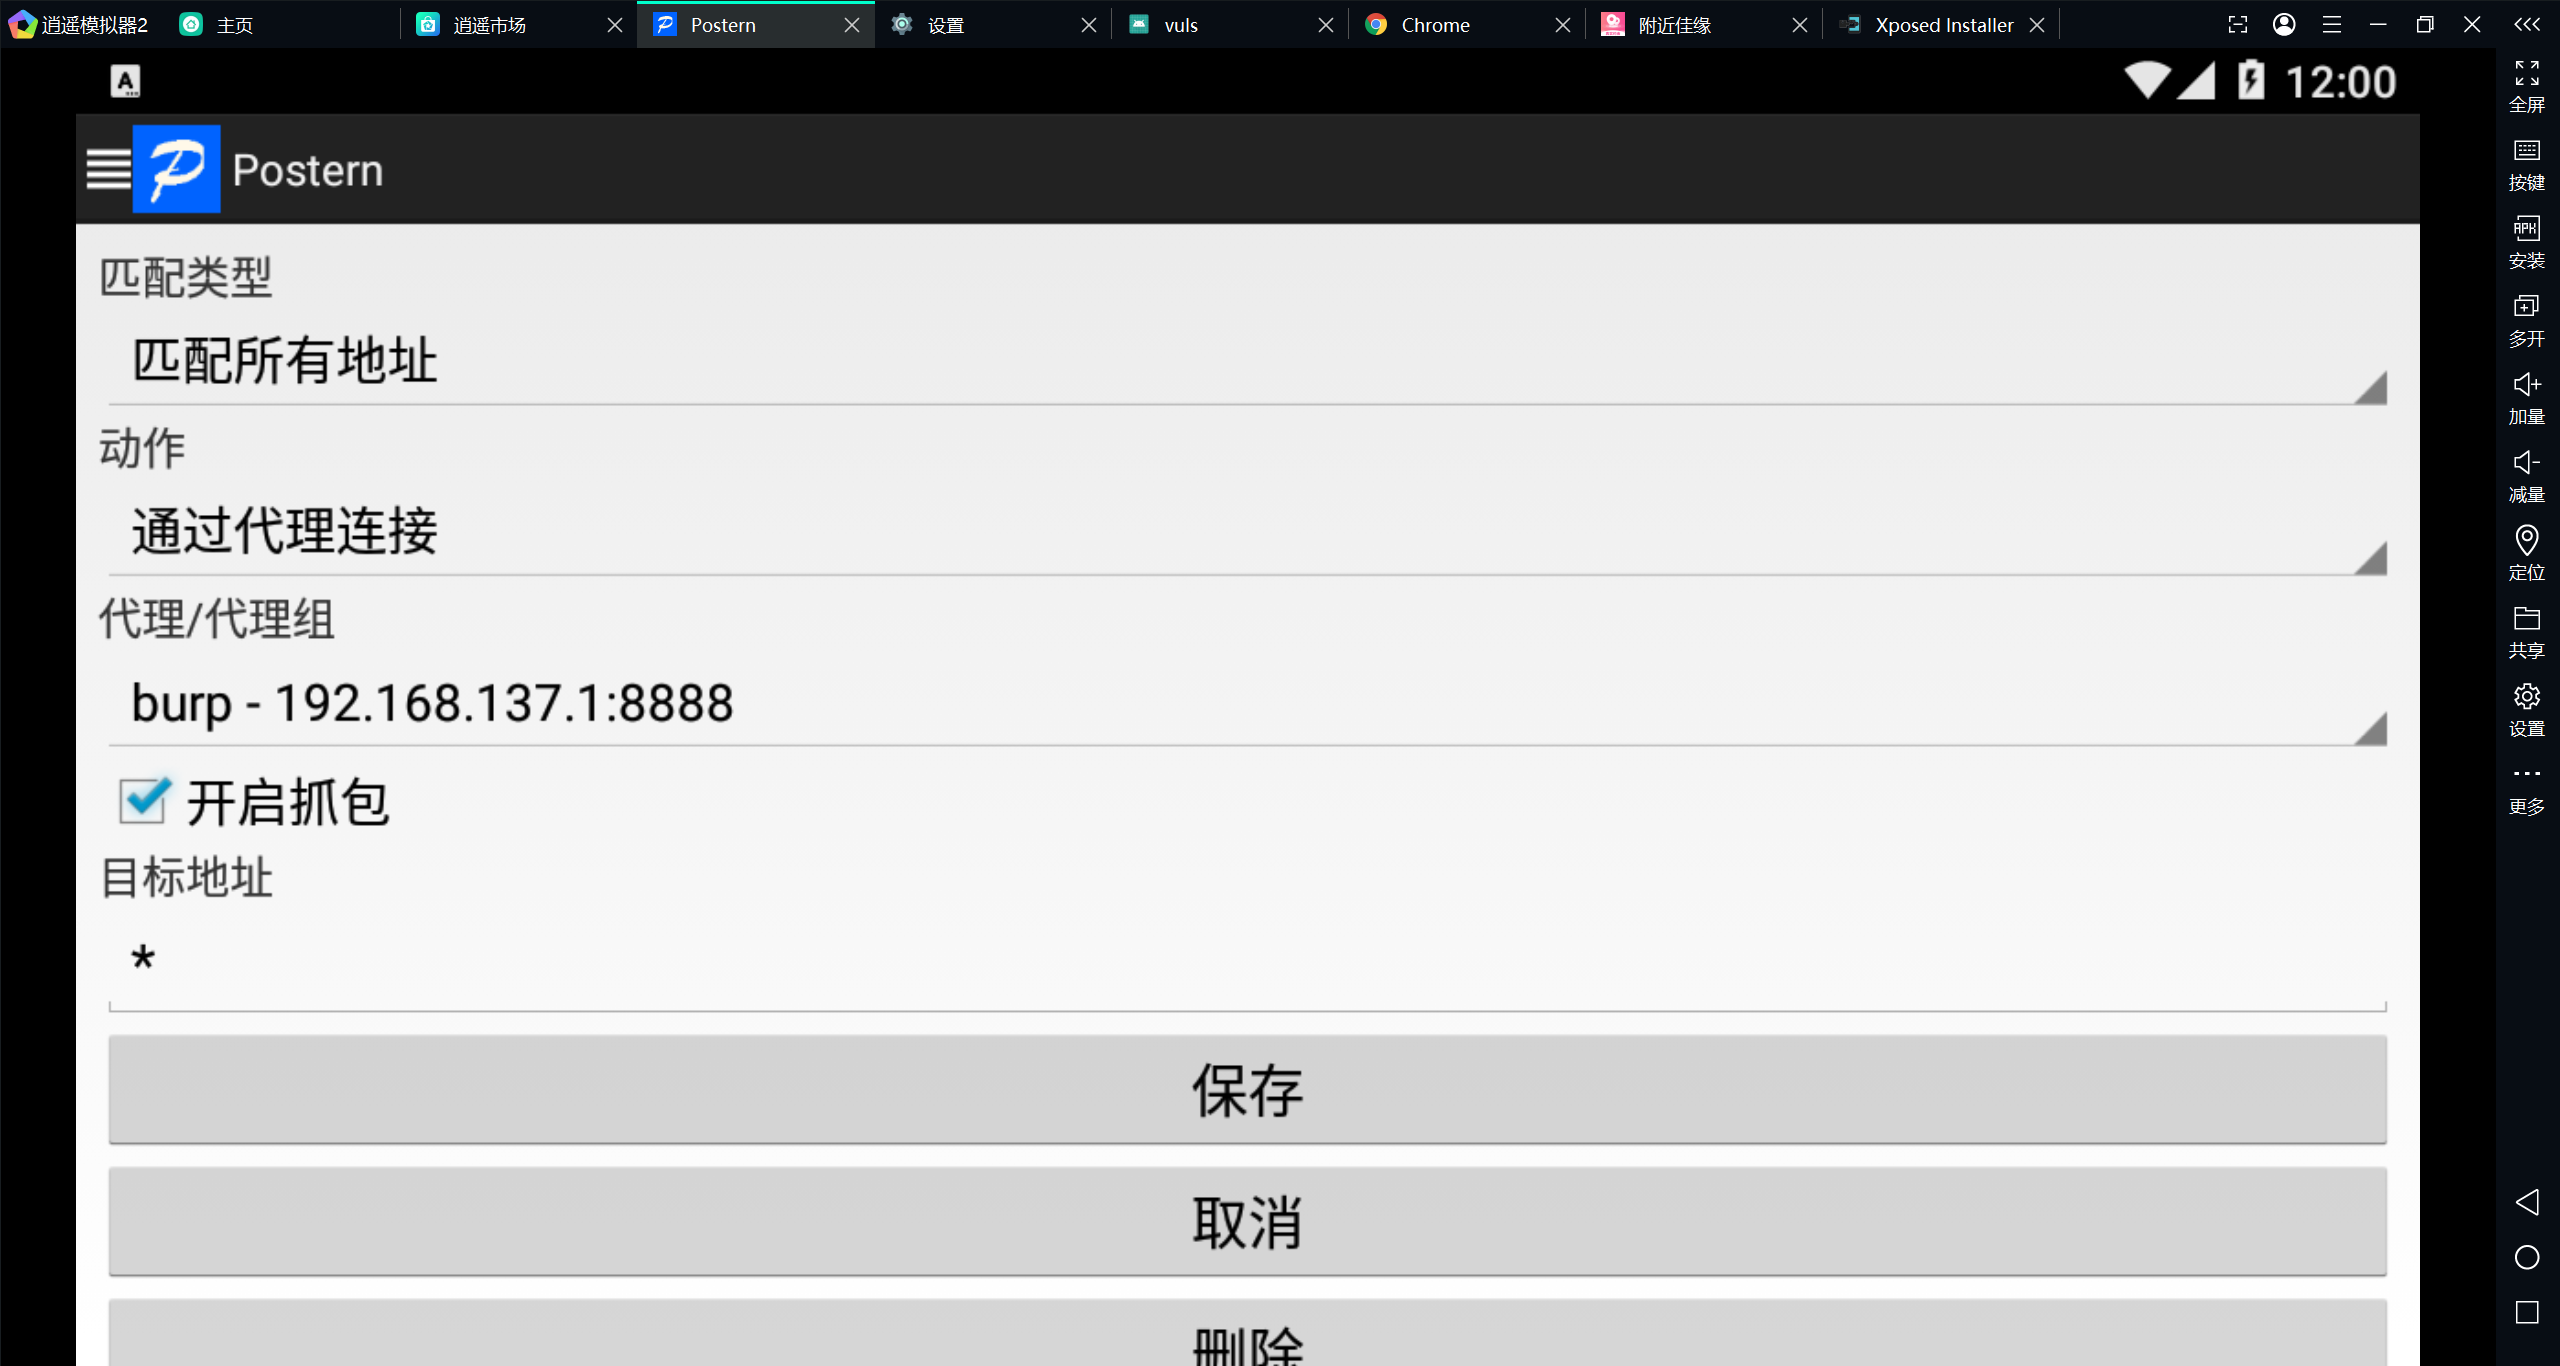 逍遥模拟器2 主页 逍遥市场 Postern 设置 vuls Chrome 附近佳缘 Xposed Installer
A 12:00
Postern
匹配类型
匹配所有地址
动作
通过代理连接
代理/代理组
burp - 192.168.137.1:8888
开启抓包
目标地址
*
保存
取消
删除
全屏
按键
安装
多开
加量
减量
定位
共享
设置
更多